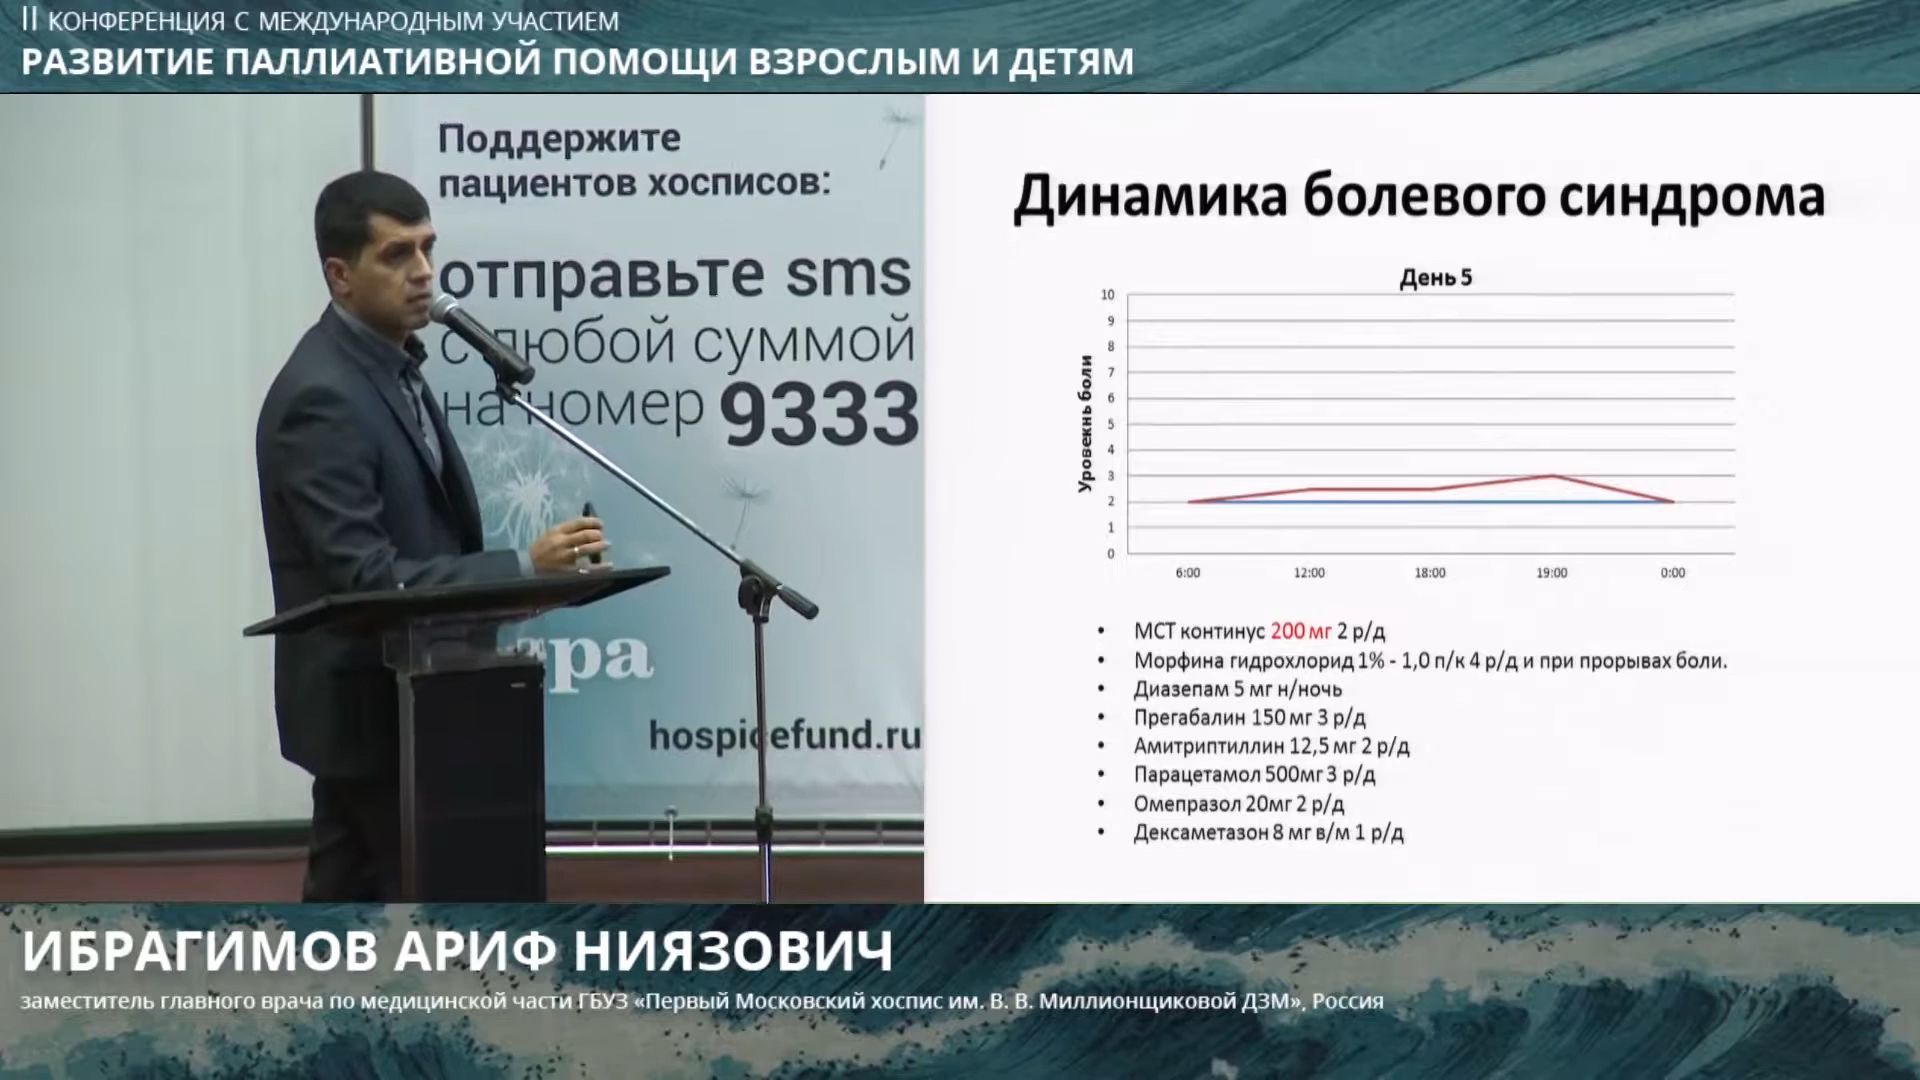 II КОНФЕРЕНЦИЯ С МЕЖДУНАРОДНЫМ УЧАСТИЕМ
РАЗВИТИЕ ПАЛЛИАТИВНОЙ ПОМОЩИ ВЗРОСЛЫМ И ДЕТЯМ
Поддержите
пациентов хосписов:
отправьте sms
с любой суммой
на номер 9333
hospicefund.ru
Динамика болевого синдрома
День 5
Уровекнь боли
10
9
8
7
6
5
4
3
2
1
0
6:00 12:00 18:00 19:00 0:00
• МСТ континус 200 мг 2 р/д
• Морфина гидрохлорид 1% - 1,0 п/к 4 р/д и при прорывах боли.
• Диазепам 5 мг н/ночь
• Прегабалин 150 мг 3 р/д
• Амитриптиллин 12,5 мг 2 р/д
• Парацетамол 500мг 3 р/д
• Омепразол 20мг 2 р/д
• Дексаметазон 8 мг в/м 1 р/д
ИБРАГИМОВ АРИФ НИЯЗОВИЧ
заместитель главного врача по медицинской части ГБУЗ «Первый Московский хоспис им. В. В. Миллионщиковой ДЗМ», Россия